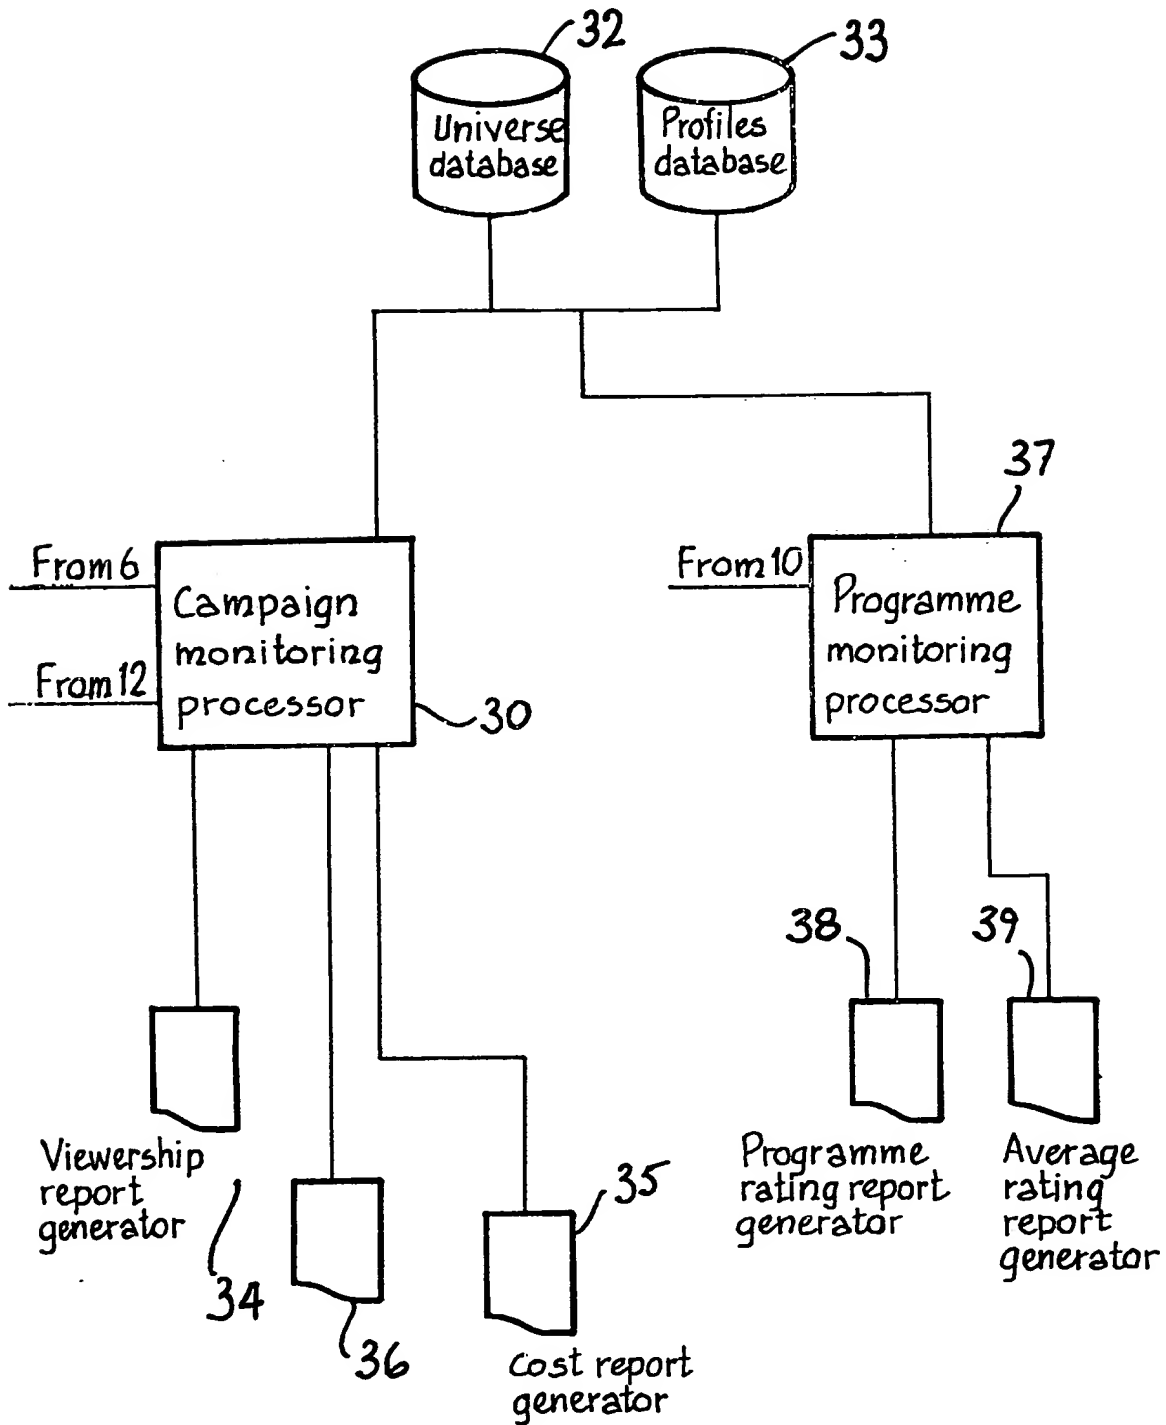 32
33
Universe
database
Profiles
database
37
From 6
From 12
Campaign
monitoring
processor
30
From 10
Programme
monitoring
processor
38
39
Viewership
report
generator
34
36
35
Cost report
generator
Programme
rating report
generator
Average
rating
report
generator